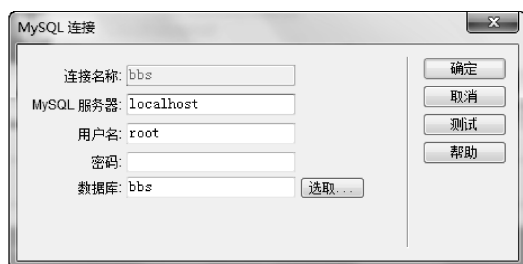 MySQL 连接
连接名称: bbs
MySQL 服务器: localhost
用户名: root
密码:
数据库: bbs
选取...
确定
取消
测试
帮助